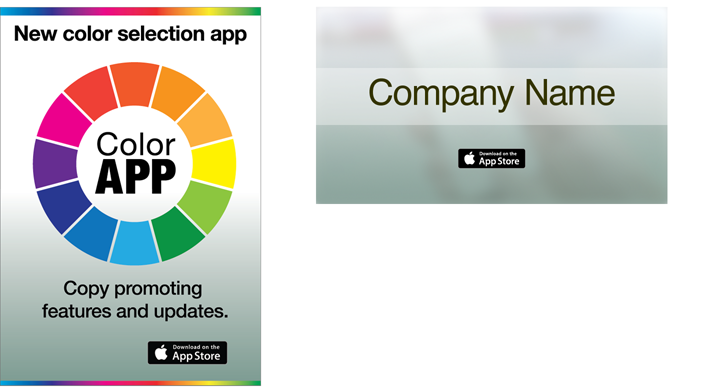 New color selection app
Color
APP
Copy promoting
features and updates.
Download on the
App Store
Company Name
Download on the
App Store